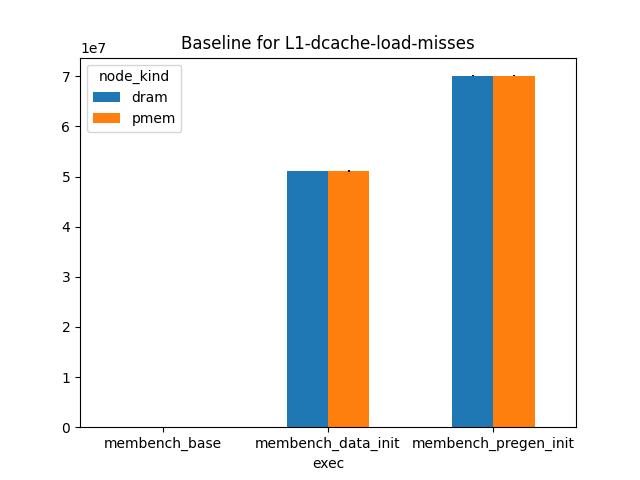 Baseline for L1-dcache-load-misses
1e7
node_kind
dram
pmem
7
6
5
4
3
2
1
0
membench_base membench_data_init membench_pregen_init
exec